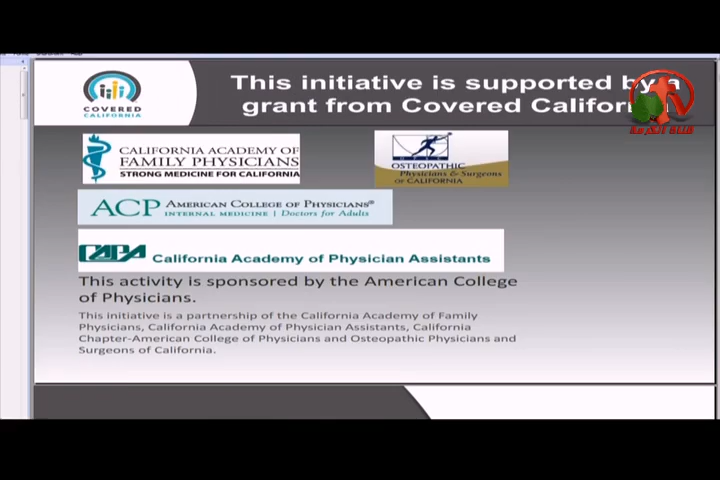 This initiative is supported by a
grant from Covered California
COVERED
CALIFORNIA
CALIFORNIA ACADEMY OF
FAMILY PHYSICIANS
STRONG MEDICINE FOR CALIFORNIA
OSTEOPATHIC
Physicians & Surgeons
OF CALIFORNIA
ACP AMERICAN COLLEGE OF PHYSICIANS®
INTERNAL MEDICINE | Doctors for Adults
CAPA California Academy of Physician Assistants
This activity is sponsored by the American College
of Physicians.
This initiative is a partnership of the California Academy of Family
Physicians, California Academy of Physician Assistants, California
Chapter-American College of Physicians and Osteopathic Physicians and
Surgeons of California.